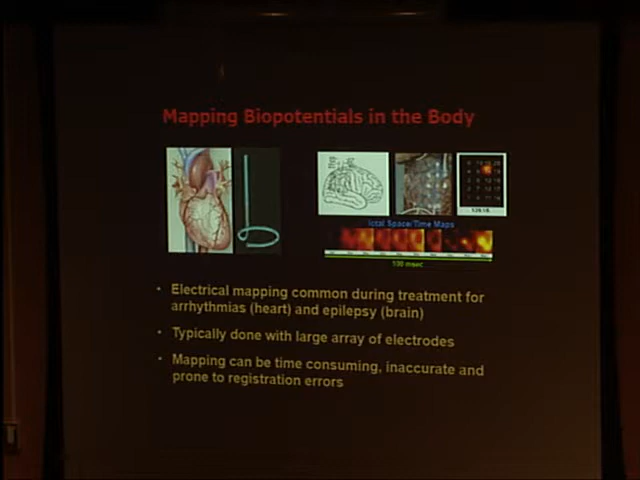 Mapping Biopotentials in the Body
Ictal Space/Time Maps
100 msec
• Electrical mapping common during treatment for
arrhythmias (heart) and epilepsy (brain)
• Typically done with large array of electrodes
• Mapping can be time consuming, inaccurate and
prone to registration errors